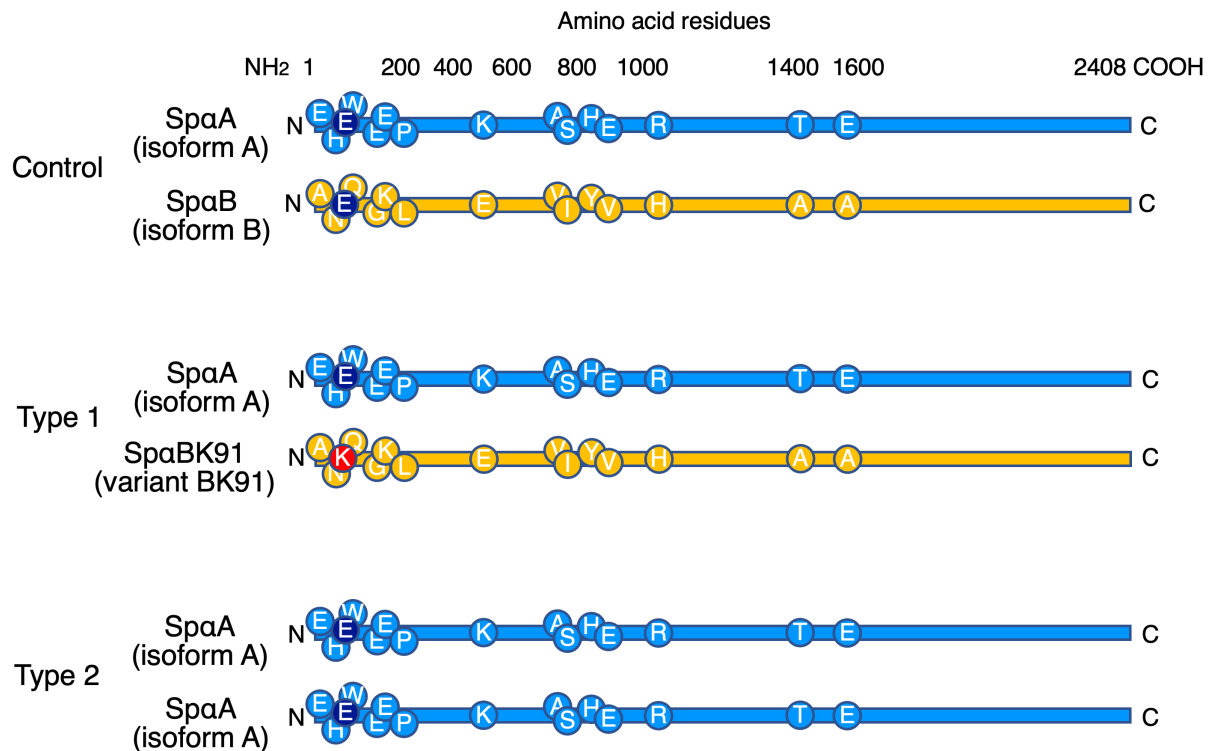 Amino acid residues
NH2 1 200 400 600 800 1000 1400 1600 2408 COOH
Control
SpαA
(isoform A)
N E H E W E E P K A S H E R T E C
SpαB
(isoform B)
N A N E Q G K L E V I Y V H A A C
Type 1
SpαA
(isoform A)
N E H E W E E P K A S H E R T E C
SpαBK91
(variant BK91)
N A N K Q G K L E V I Y V H A A C
Type 2
SpαA
(isoform A)
N E H E W E E P K A S H E R T E C
SpαA
(isoform A)
N E H E W E E P K A S H E R T E C